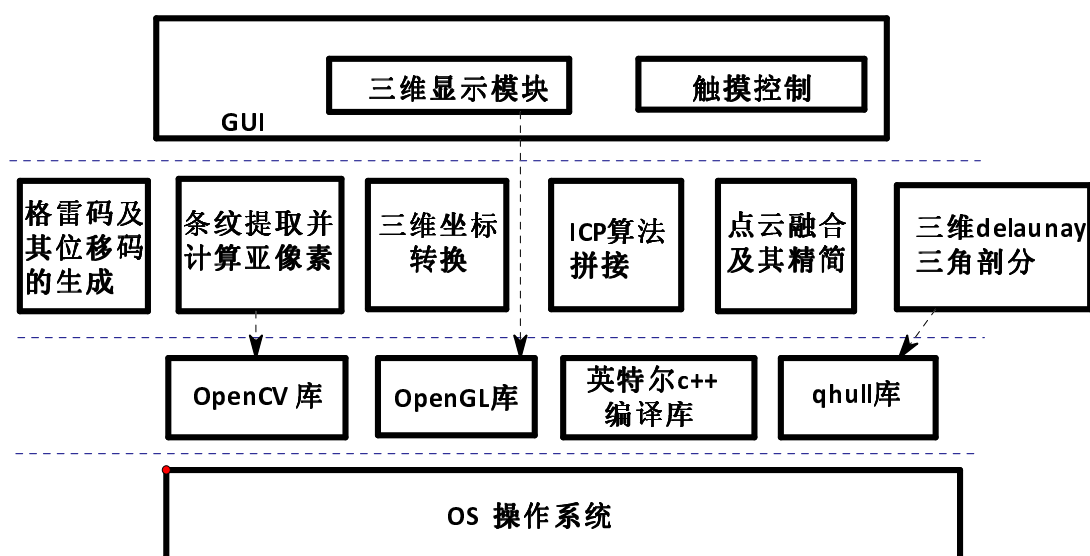 三维显示模块
触摸控制
GUI
格雷码及
其位移码
的生成
条纹提取并
计算亚像素
三维坐标
转换
ICP算法
拼接
点云融合
及其精简
三维delaunay
三角剖分
OpenCV 库
OpenGL库
英特尔c++
编译库
qhull库
OS 操作系统